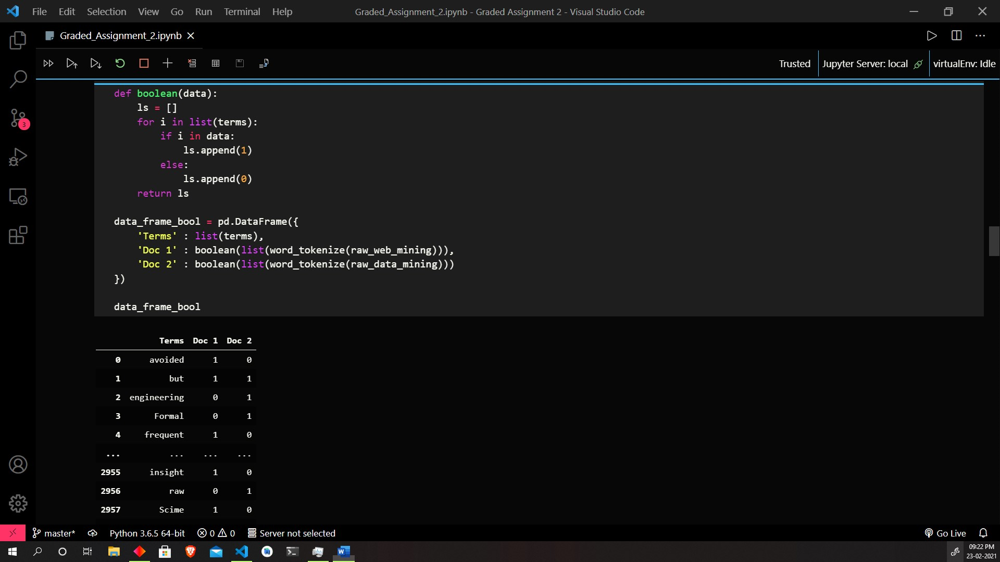 File Edit Selection View Go Run Terminal Help Graded_Assignment_2.ipynb - Graded Assignment 2 - Visual Studio Code
Graded_Assignment_2.ipynb
Trusted Jupyter Server: local virtualEnv: Idle
3
def boolean(data):
    ls = []
    for i in list(terms):
        if i in data:
            ls.append(1)
        else:
            ls.append(0)
    return ls
data_frame_bool = pd.DataFrame({
    'Terms' : list(terms),
    'Doc 1' : boolean(list(word_tokenize(raw_web_mining))),
    'Doc 2' : boolean(list(word_tokenize(raw_data_mining)))
})
data_frame_bool
Terms Doc 1 Doc 2
0 avoided 1 0
1 but 1 1
2 engineering 0 1
3 Formal 0 1
4 frequent 1 0
... ... ... ...
2955 insight 1 0
2956 raw 0 1
2957 Scime 1 0
master* Python 3.6.5 64-bit 0 0 Server not selected Go Live
09:22 PM
23-02-2021